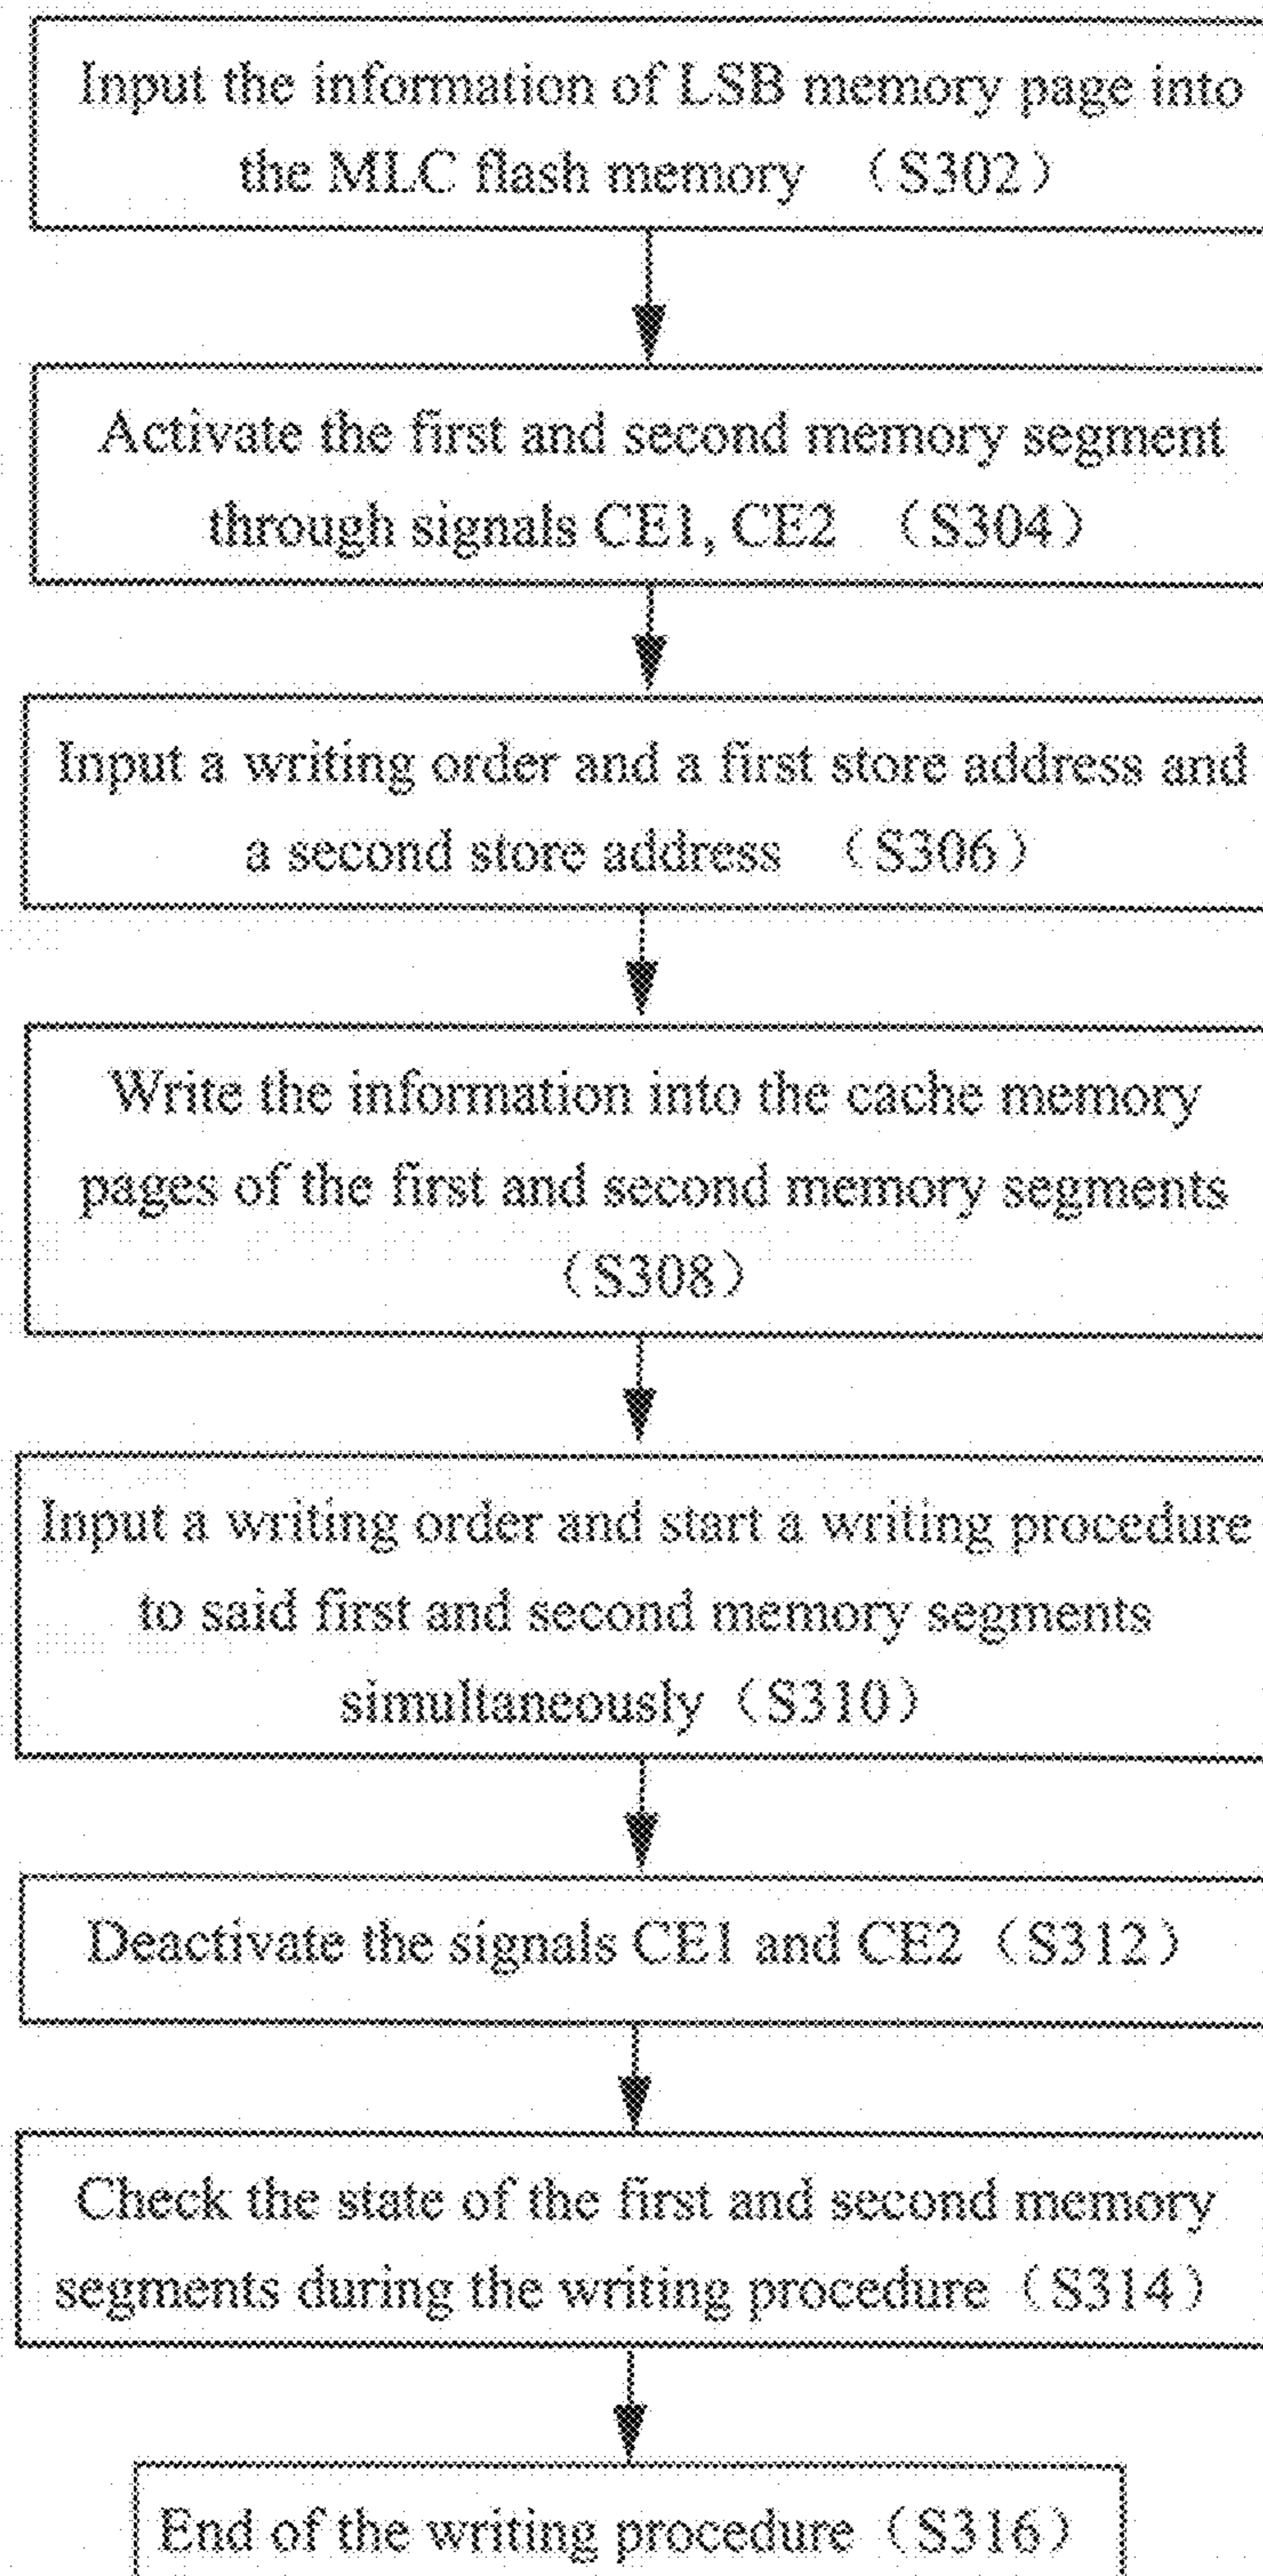 Input the information of LSB memory page into
the MLC flash memory （S302）
Activate the first and second memory segment
through signals CE1, CE2 （S304）
Input a writing order and a first store address and
a second store address （S306）
Write the information into the cache memory
pages of the first and second memory segments
（S308）
Input a writing order and start a writing procedure
to said first and second memory segments
simultaneously（S310）
Deactivate the signals CE1 and CE2（S312）
Check the state of the first and second memory
segments during the writing procedure（S314）
End of the writing procedure（S316）